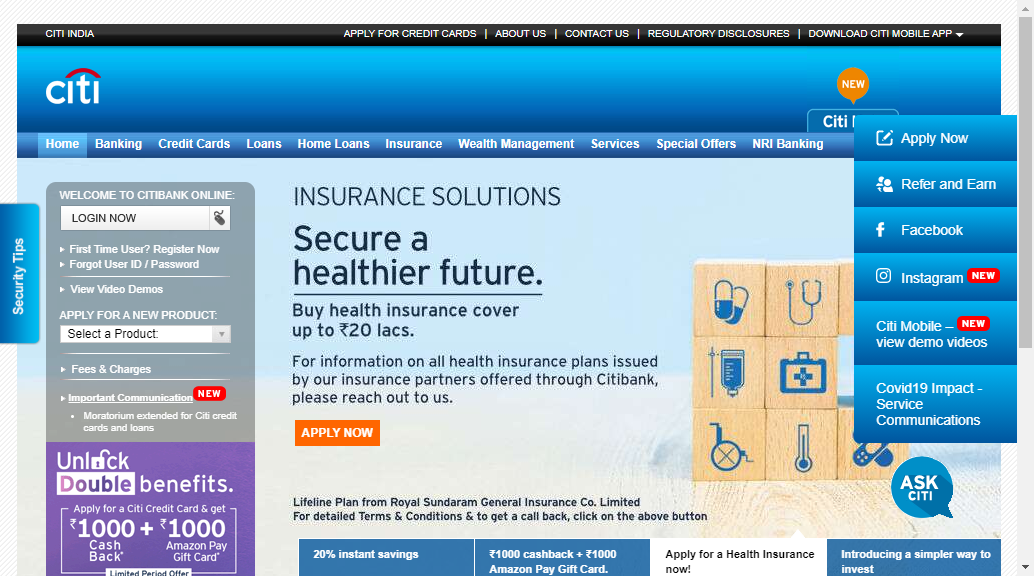 CITI INDIA
APPLY FOR CREDIT CARDS | ABOUT US | CONTACT US | REGULATORY DISCLOSURES | DOWNLOAD CITI MOBILE APP
citi
NEW
Citi
Home Banking Credit Cards Loans Home Loans Insurance Wealth Management Services Special Offers NRI Banking
Apply Now
Refer and Earn
Facebook
Instagram NEW
Citi Mobile – NEW
view demo videos
Covid19 Impact -
Service
Communications
Security Tips
WELCOME TO CITIBANK ONLINE:
LOGIN NOW
First Time User? Register Now
Forgot User ID / Password
View Video Demos
APPLY FOR A NEW PRODUCT:
Select a Product:
Fees & Charges
Important Communication NEW
• Moratorium extended for Citi credit
cards and loans
Unlock
Double benefits.
Apply for a Citi Credit Card & get
₹1000 + ₹1000
Cash
Back*
Amazon Pay
Gift Card*
Limited Period Offer
INSURANCE SOLUTIONS
Secure a
healthier future.
Buy health insurance cover
up to ₹20 lacs.
For information on all health insurance plans issued
by our insurance partners offered through Citibank,
please reach out to us.
APPLY NOW
Lifeline Plan from Royal Sundaram General Insurance Co. Limited
For detailed Terms & Conditions & to get a call back, click on the above button
ASK
CITI
20% instant savings
₹1000 cashback + ₹1000
Amazon Pay Gift Card.
Apply for a Health Insurance
now!
Introducing a simpler way to
invest